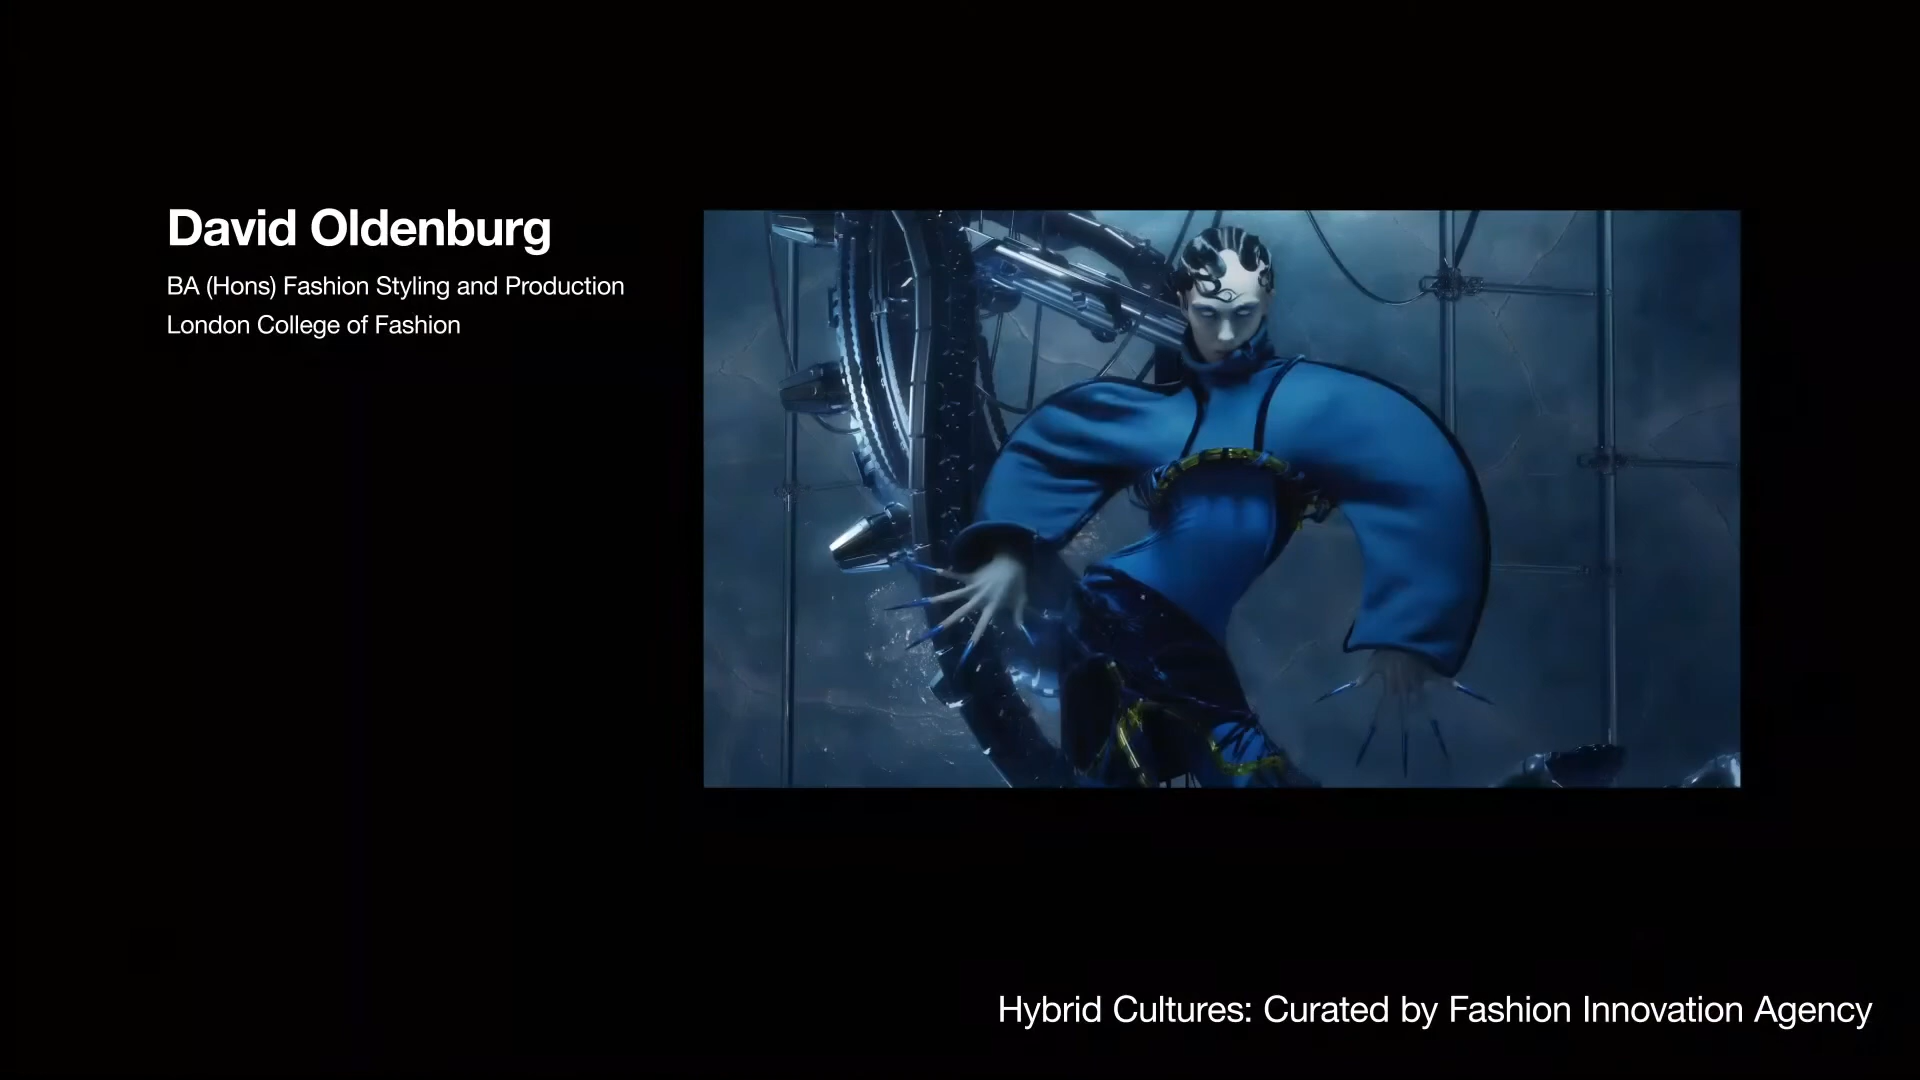 David Oldenburg
BA (Hons) Fashion Styling and Production
London College of Fashion
Hybrid Cultures: Curated by Fashion Innovation Agency